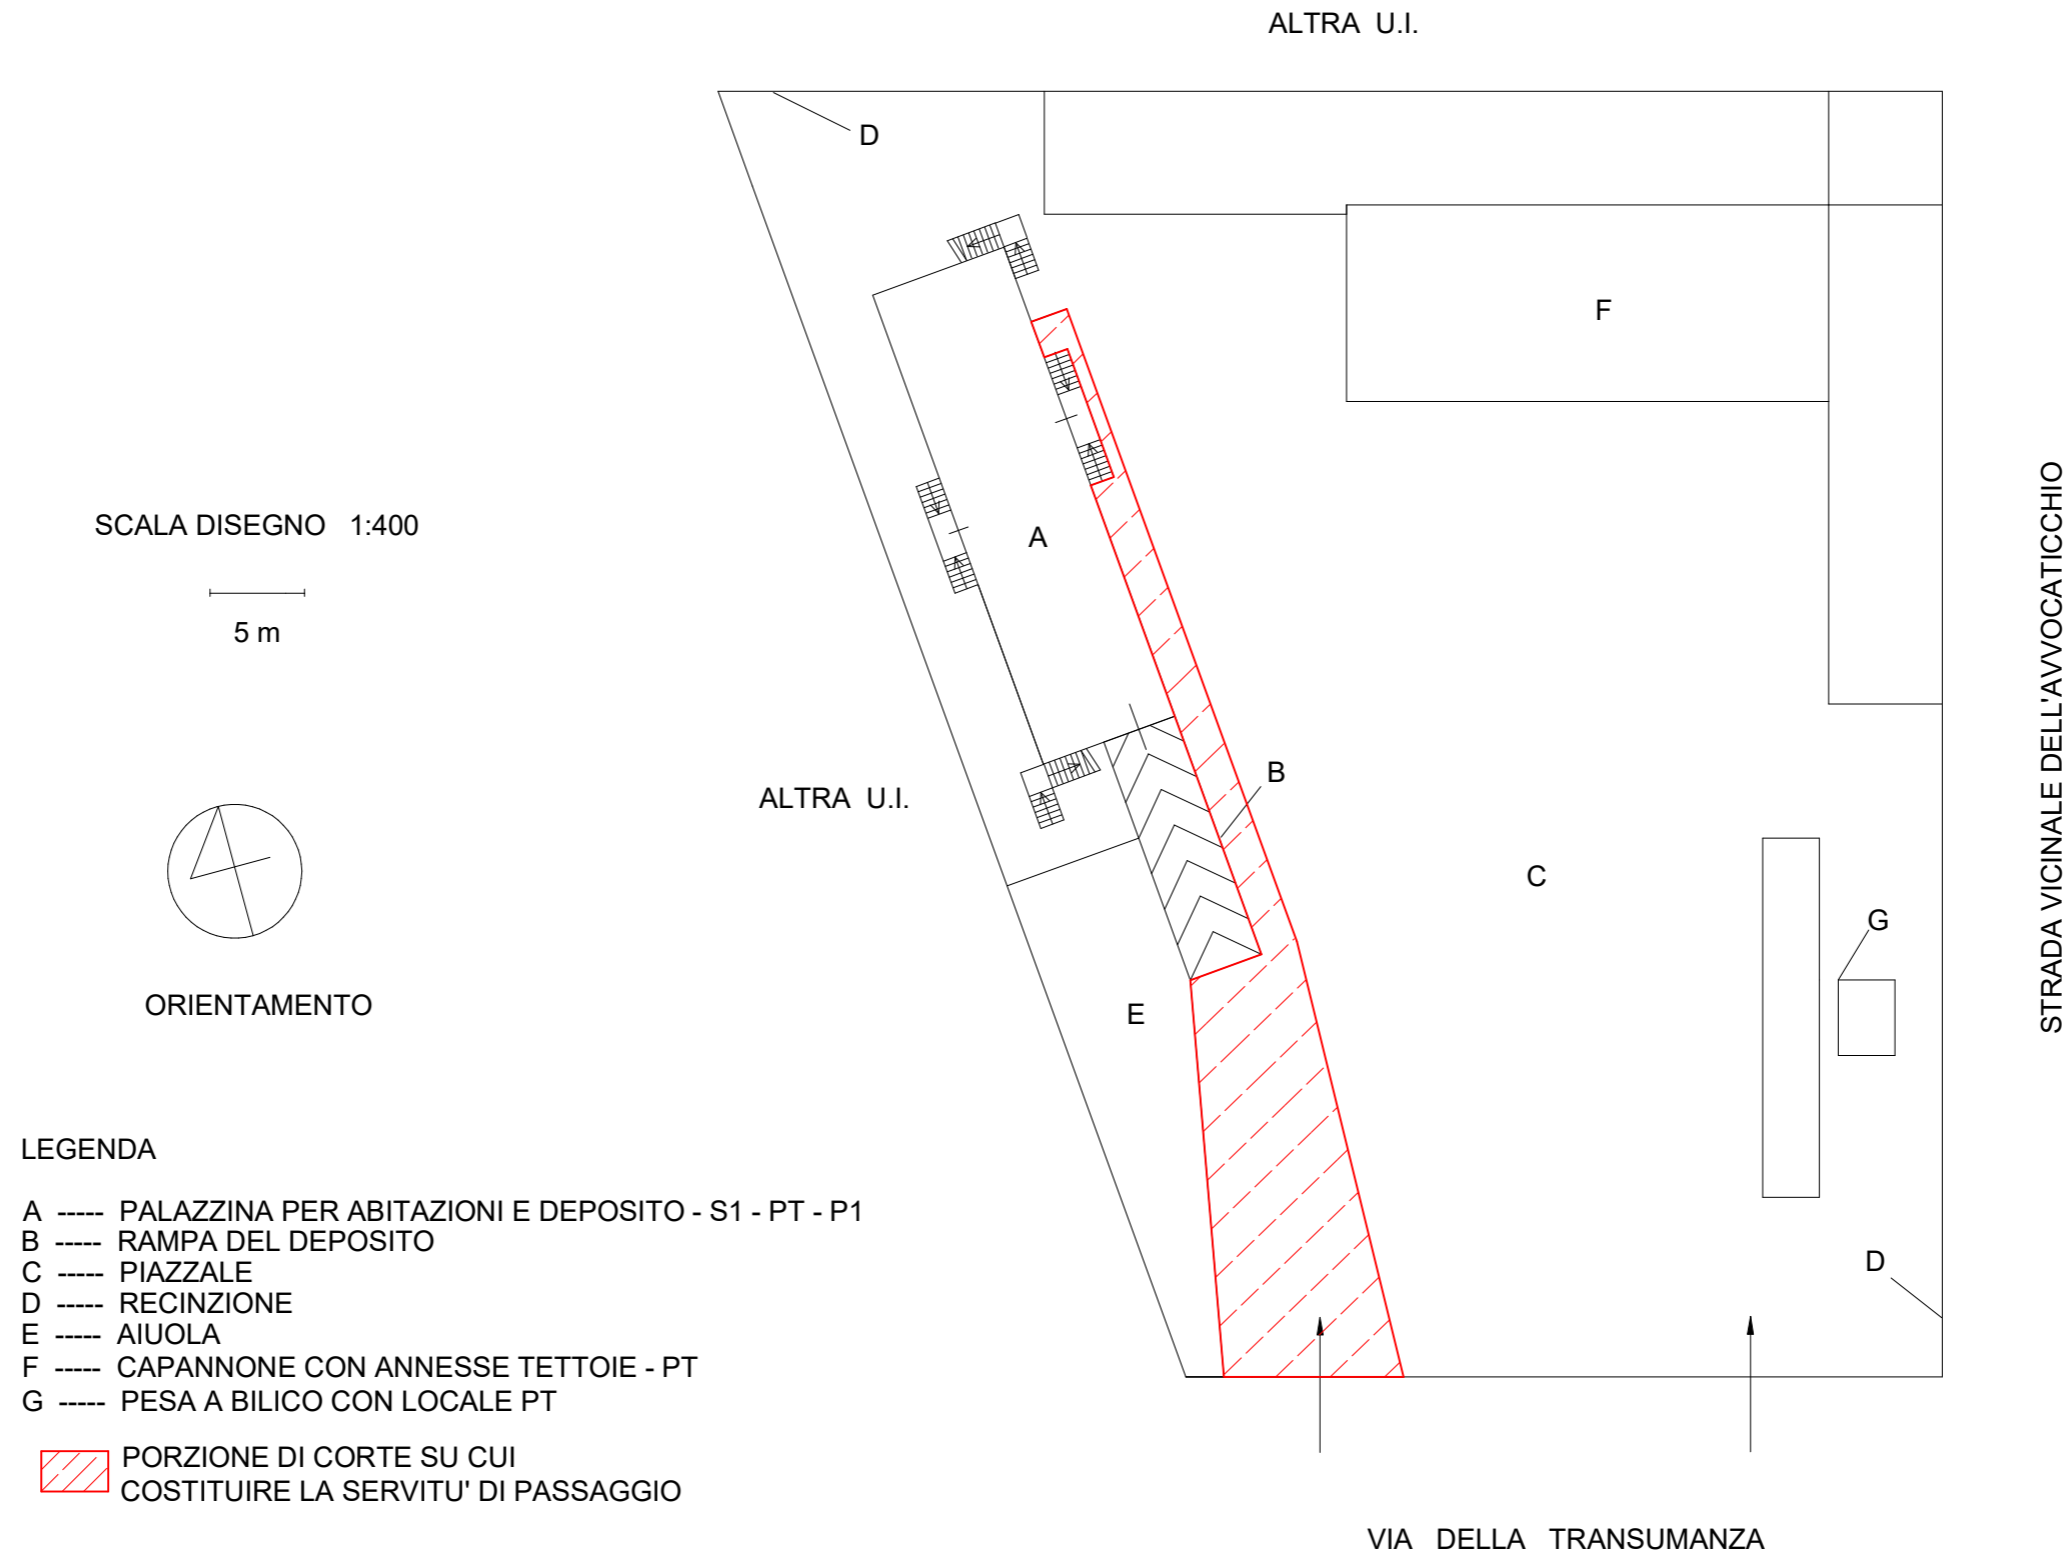 ALTRA U.I.
D
F
STRADA VICINALE DELL'AVVOCATICCHIO
SCALA DISEGNO 1:400
A
5 m
B
ALTRA U.I.
C
G
ORIENTAMENTO
E
LEGENDA
A ----- PALAZZINA PER ABITAZIONI E DEPOSITO - S1 - PT - P1
B ----- RAMPA DEL DEPOSITO
C ----- PIAZZALE
D
D ----- RECINZIONE
E ----- AIUOLA
F ----- CAPANNONE CON ANNESSE TETTOIE - PT
G ----- PESA A BILICO CON LOCALE PT
PORZIONE DI CORTE SU CUI
COSTITUIRE LA SERVITU' DI PASSAGGIO
VIA DELLA TRANSUMANZA